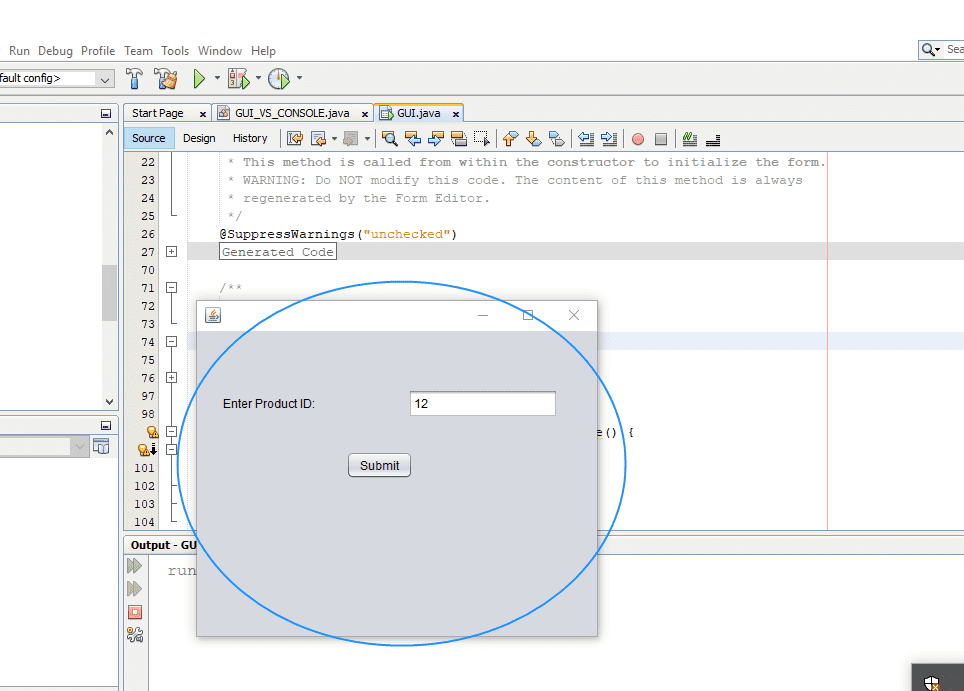 Run Debug Profile Team Tools Window Help
Sea
fault config>
Start Page x GUI_VS_CONSOLE.java x GUI.java x
Source Design History
22 * This method is called from within the constructor to initialize the form.
23 * WARNING: Do NOT modify this code. The content of this method is always
24 * regenerated by the Form Editor.
25 */
26 @SuppressWarnings("unchecked")
27 Generated Code
70
71 /**
72
73
74
75
76
97
98
e() {
101
102
103
104
Enter Product ID: 12
Submit
Output - GU
run